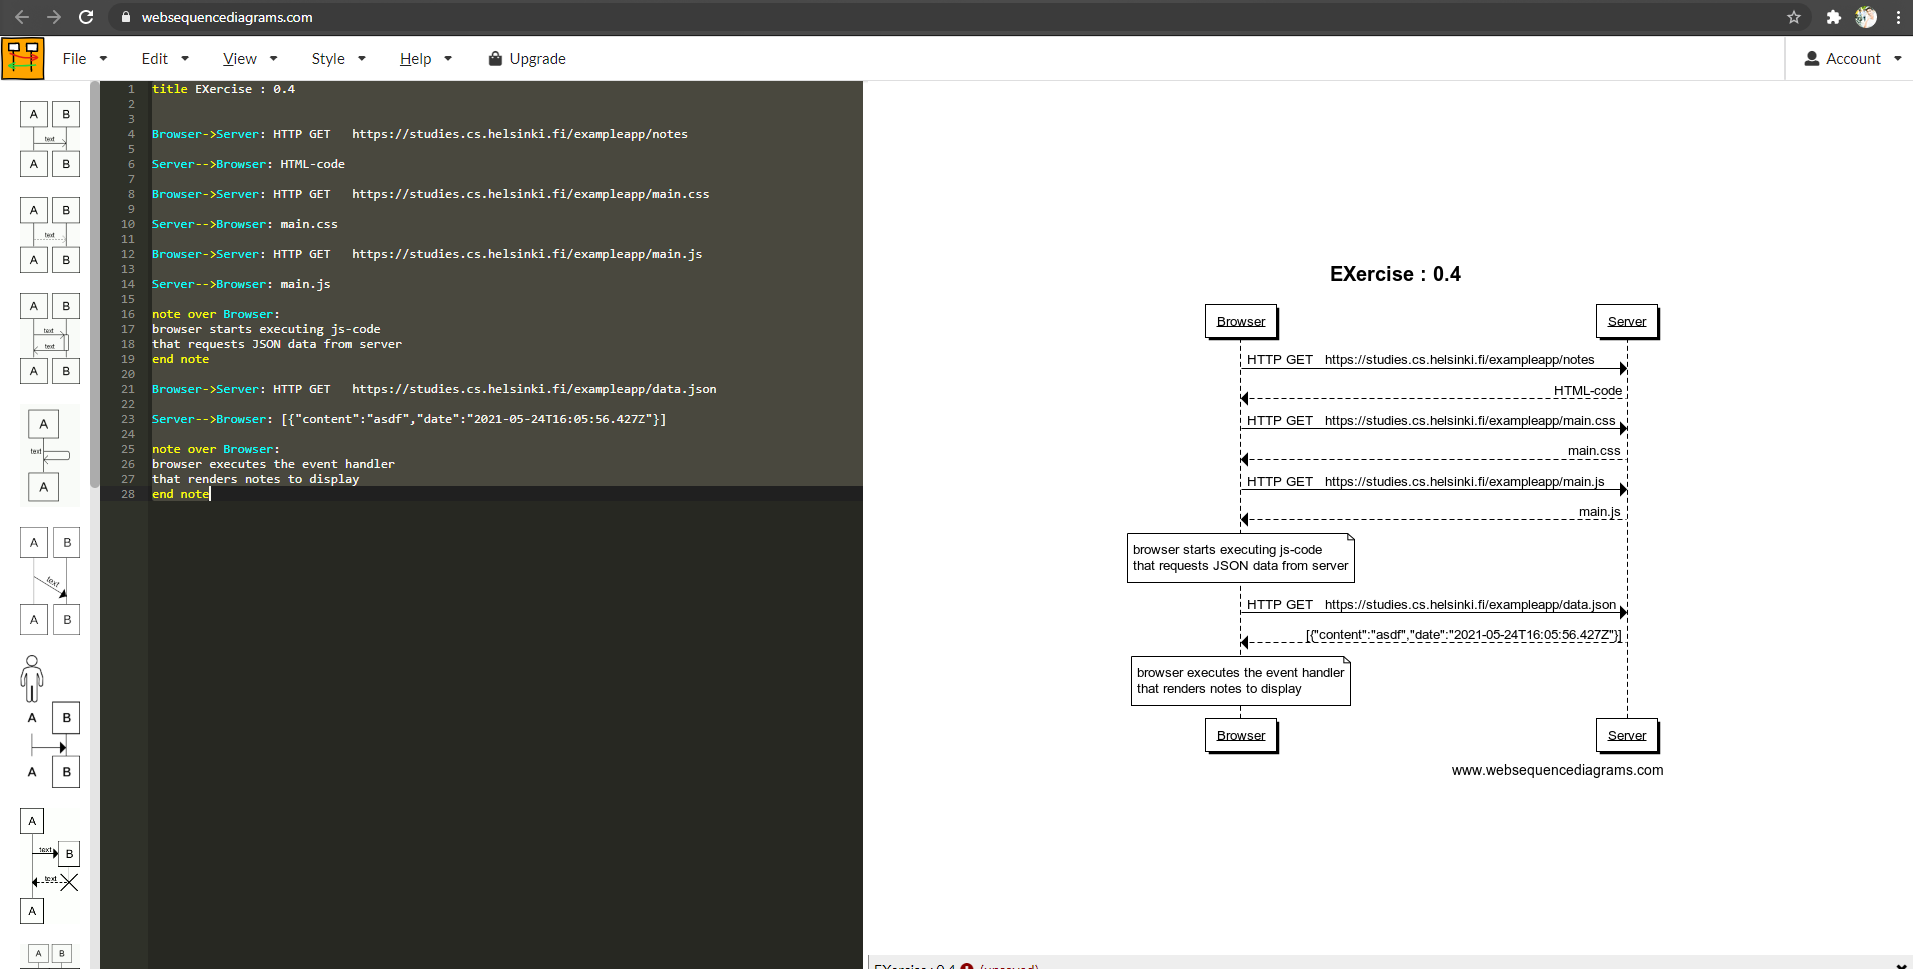 websequencediagrams.com
File Edit View Style Help Upgrade Account
A B
text
A B
A B
text
A B
A B
text
text
A B
A
text
A
A B
text
A B
A B
A B
A
text B
text
A
A B
1 title EXercise : 0.4
2
3
4 Browser->Server: HTTP GET   https://studies.cs.helsinki.fi/exampleapp/notes
5
6 Server-->Browser: HTML-code
7
8 Browser->Server: HTTP GET   https://studies.cs.helsinki.fi/exampleapp/main.css
9
10 Server-->Browser: main.css
11
12 Browser->Server: HTTP GET   https://studies.cs.helsinki.fi/exampleapp/main.js
13
14 Server-->Browser: main.js
15
16 note over Browser:
17 browser starts executing js-code
18 that requests JSON data from server
19 end note
20
21 Browser->Server: HTTP GET   https://studies.cs.helsinki.fi/exampleapp/data.json
22
23 Server-->Browser: [{"content":"asdf","date":"2021-05-24T16:05:56.427Z"}]
24
25 note over Browser:
26 browser executes the event handler
27 that renders notes to display
28 end note
EXercise : 0.4
Browser Server
HTTP GET   https://studies.cs.helsinki.fi/exampleapp/notes
HTML-code
HTTP GET   https://studies.cs.helsinki.fi/exampleapp/main.css
main.css
HTTP GET   https://studies.cs.helsinki.fi/exampleapp/main.js
main.js
browser starts executing js-code
that requests JSON data from server
HTTP GET   https://studies.cs.helsinki.fi/exampleapp/data.json
[{"content":"asdf","date":"2021-05-24T16:05:56.427Z"}]
browser executes the event handler
that renders notes to display
Browser Server
www.websequencediagrams.com
EXercise : 0.4 (unsaved)